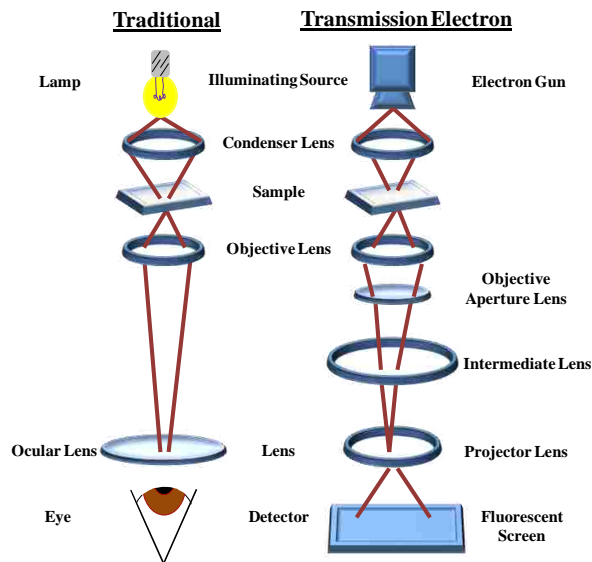 Traditional
Transmission Electron
Lamp
Illuminating Source
Electron Gun
Condenser Lens
Sample
Objective Lens
Objective
Aperture Lens
Intermediate Lens
Ocular Lens
Lens
Projector Lens
Eye
Detector
Fluorescent
Screen